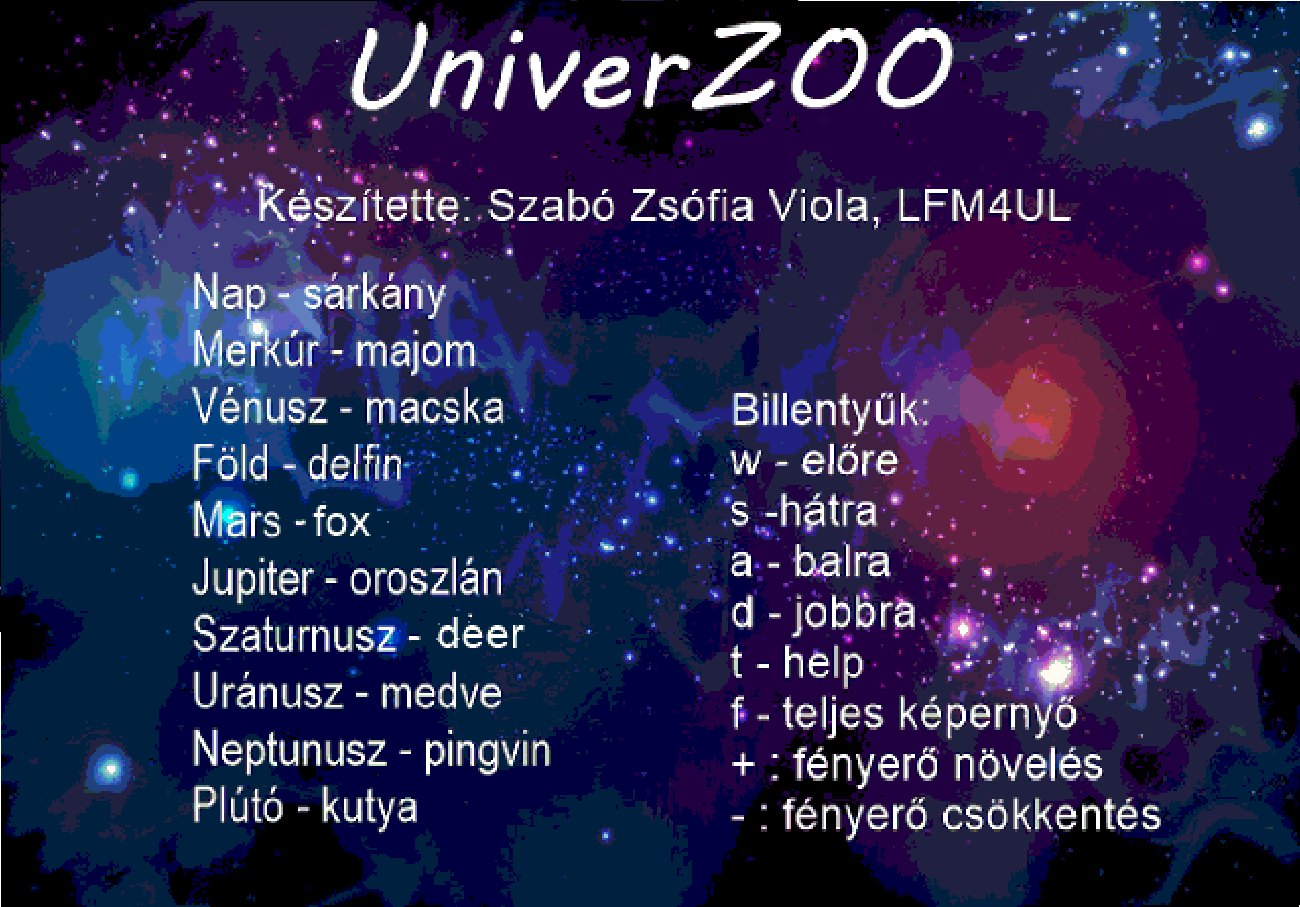 UniverZOO
Készítette: Szabó Zsófia Viola, LFM4UL
Nap - sárkány
Merkúr - majom
Vénusz - macska
Föld - delfin
Mars - fox
Jupiter - oroszlán
Szaturnusz - deer
Uránusz - medve
Neptunusz - pingvin
Plútó - kutya
Billentyűk:
w - előre
s -hátra
a - balra
d - jobbra
t - help
f - teljes képernyő
+ : fényerő növelés
- : fényerő csökkentés